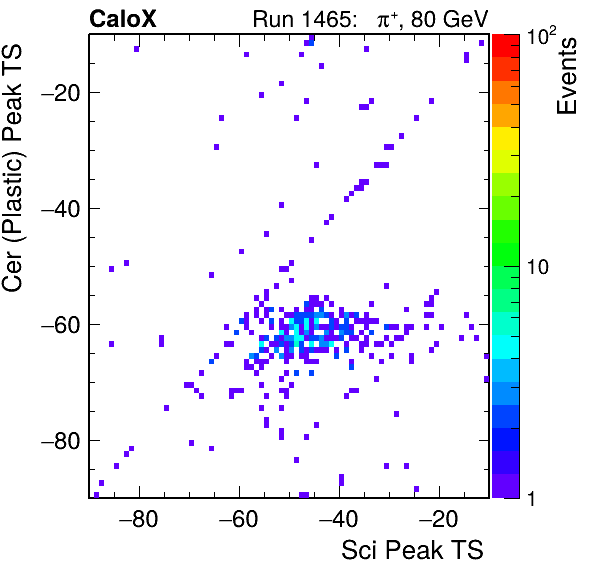 CaloX Run 1465: π⁺, 80 GeV
Cer (Plastic) Peak TS
−20
−40
−60
−80
−80 −60 −40 −20
Sci Peak TS
10²
10
1
Events